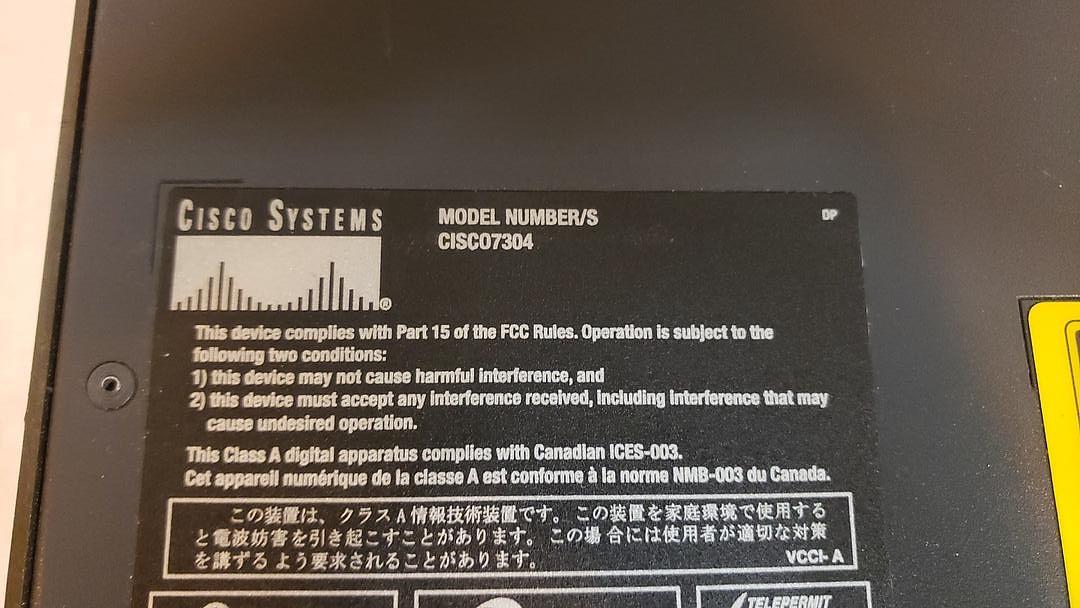 CISCO SYSTEMS
®
MODEL NUMBER/S
CISCO7304
DP
This device complies with Part 15 of the FCC Rules. Operation is subject to the
following two conditions:
1) this device may not cause harmful interference, and
2) this device must accept any interference received, including interference that may
cause undesired operation.
This Class A digital apparatus complies with Canadian ICES-003.
Cet appareil numérique de la classe A est conforme à la norme NMB-003 du Canada.
この装置は、クラスA情報技術装置です。この装置を家庭環境で使用する
と電波妨害を引き起こすことがあります。この場合には使用者が適切な対策
を講ずるよう要求されることがあります。
VCCI-A
TELEPERMIT